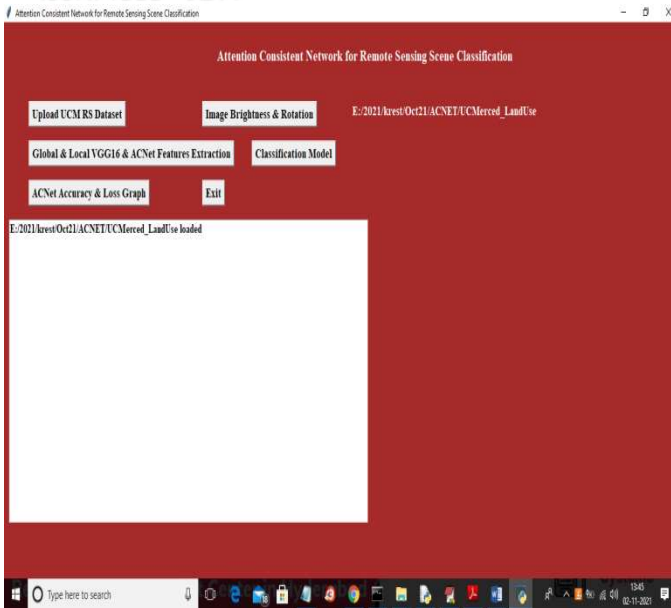 Attention Consistent Network for Remote Sensing Scene Classification
Attention Consistent Network for Remote Sensing Scene Classification
Upload UCM RS Dataset
Image Brightness & Rotation
E:/2021/krest/Oct21/ACNET/UCMerced_LandUse
Global & Local VGG16 & ACNet Features Extraction
Classification Model
ACNet Accuracy & Loss Graph
Exit
E:/2021/krest/Oct21/ACNET/UCMerced_LandUse loaded
Type here to search
13:45
02-11-2021